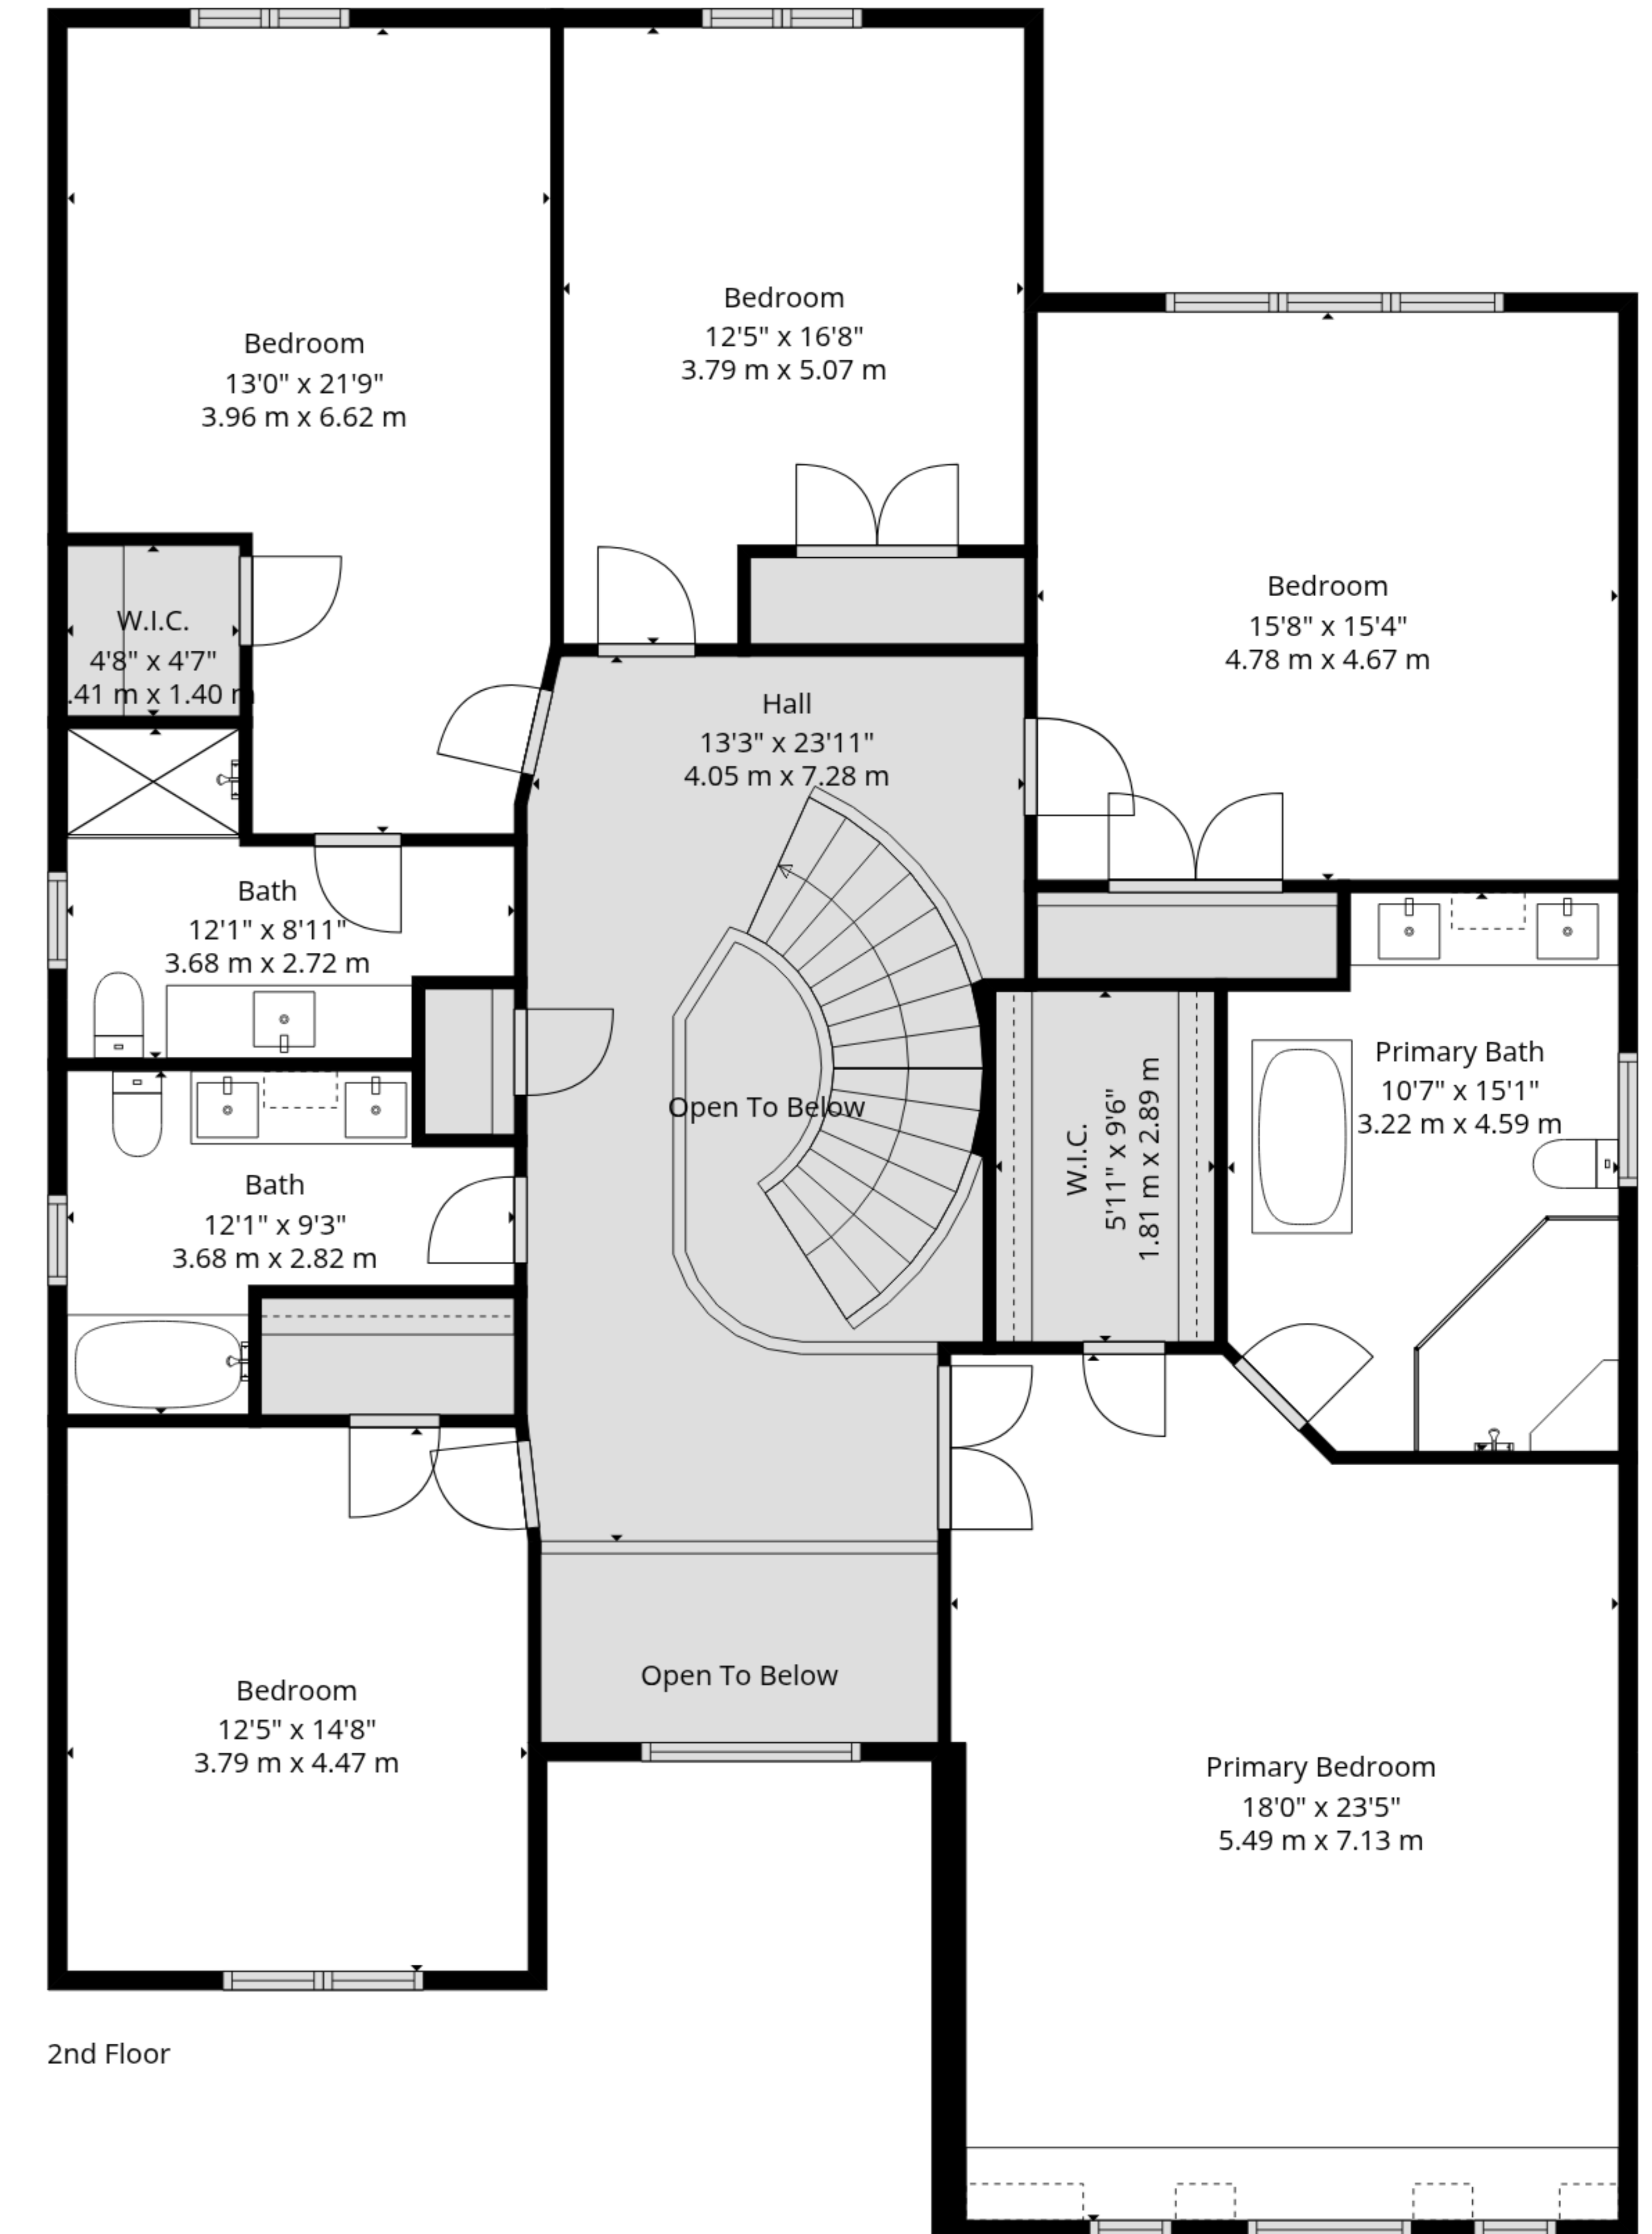 Bedroom
13'0" x 21'9"
3.96 m x 6.62 m
Bedroom
12'5" x 16'8"
3.79 m x 5.07 m
Bedroom
15'8" x 15'4"
4.78 m x 4.67 m
W.I.C.
4'8" x 4'7"
.41 m x 1.40 m
Hall
13'3" x 23'11"
4.05 m x 7.28 m
Bath
12'1" x 8'11"
3.68 m x 2.72 m
Open To Below
W.I.C.
5'11" x 9'6"
1.81 m x 2.89 m
Primary Bath
10'7" x 15'1"
3.22 m x 4.59 m
Bath
12'1" x 9'3"
3.68 m x 2.82 m
Open To Below
Bedroom
12'5" x 14'8"
3.79 m x 4.47 m
Primary Bedroom
18'0" x 23'5"
5.49 m x 7.13 m
2nd Floor